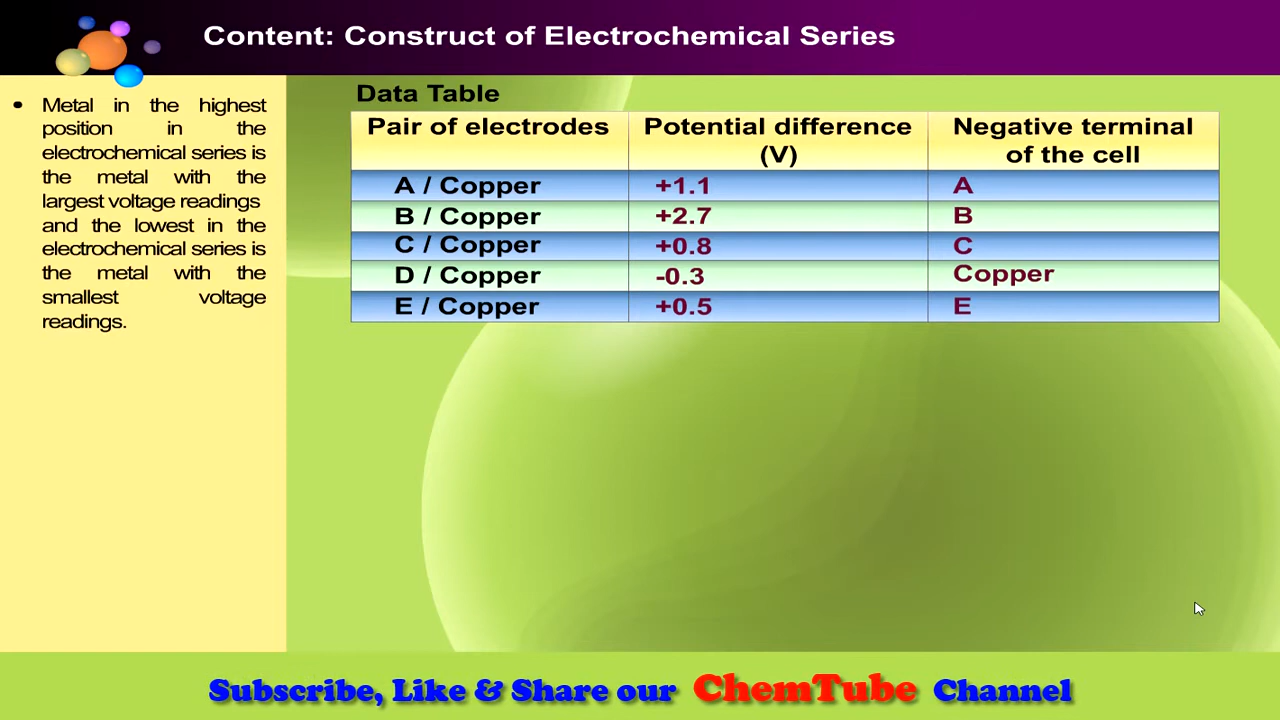 Content: Construct of Electrochemical Series
• Metal in the highest
position in the
electrochemical series is
the metal with the
largest voltage readings
and the lowest in the
electrochemical series is
the metal with the
smallest voltage
readings.
Data Table
Pair of electrodes Potential difference (V) Negative terminal of the cell
A / Copper +1.1 A
B / Copper +2.7 B
C / Copper +0.8 C
D / Copper -0.3 Copper
E / Copper +0.5 E
Subscribe, Like & Share our ChemTube Channel